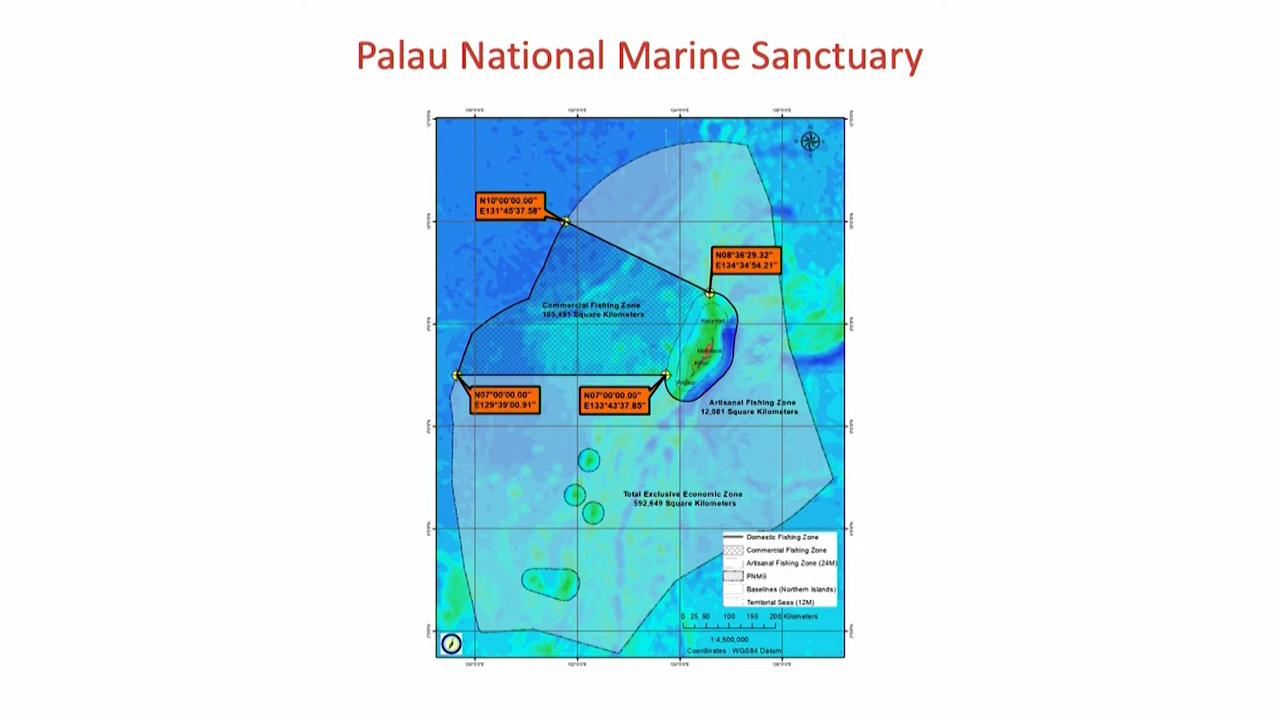 Palau National Marine Sanctuary
N10°00'00.00"
E131°45'37.58"
N08°36'29.32"
E134°34'54.21"
Commercial Fishing Zone
Square Kilometers
N07°00'00.00"
E129°39'00.91"
N07°00'00.00"
E133°43'37.85"
Artisanal Fishing Zone
12,081 Square Kilometers
Total Exclusive Economic Zone
592,649 Square Kilometers
Domestic Fishing Zone
Commercial Fishing Zone
Artisanal Fishing Zone (24M)
PNMS
Baselines (Northern Islands)
Territorial Seas (12M)
0 25 50 100 150 200 Kilometers
1:4,500,000
Coordinates : WGS84 Datum